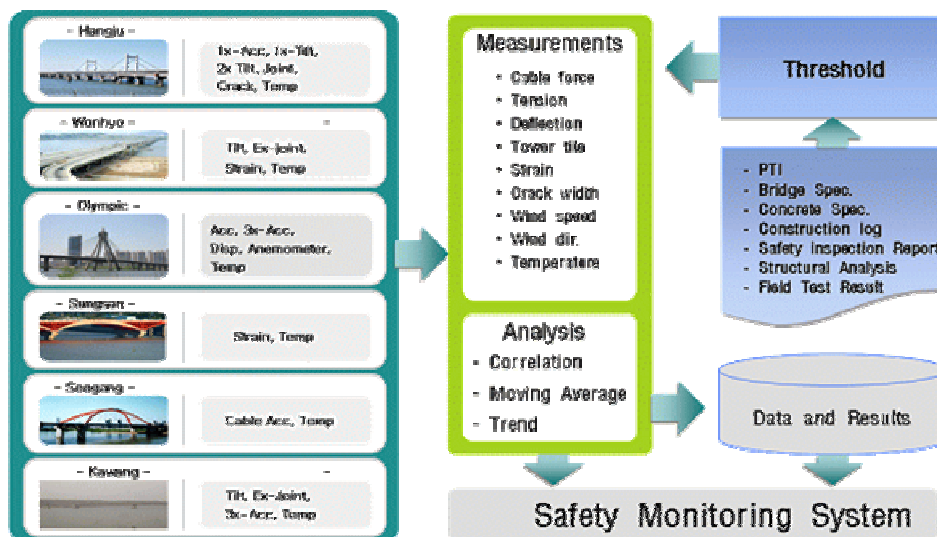 - Hangju -
1x-Acc, 1x-Tilt,
2x Tilt, Joint,
Crack, Temp
- Wonhyo -
Tilt, Ex-joint,
Strain, Temp
- Olympic -
Acc, 3x-Acc,
Disp, Anemometer,
Temp
- Sungsan -
Strain, Temp
- Seogang -
Cable Acc, Temp
- Kayang -
Tilt, Ex-Joint,
3x-Acc, Temp
Measurements
• Cable force
• Tension
• Deflection
• Tower tile
• Strain
• Crack width
• Wind speed
• Wind dir.
• Temperature
Analysis
- Correlation
- Moving Average
- Trend
Threshold
- PTI
- Bridge Spec.
- Concrete Spec.
- Construction log
- Safety Inspection Report
- Structural Analysis
- Field Test Result
Data and Results
Safety Monitoring System